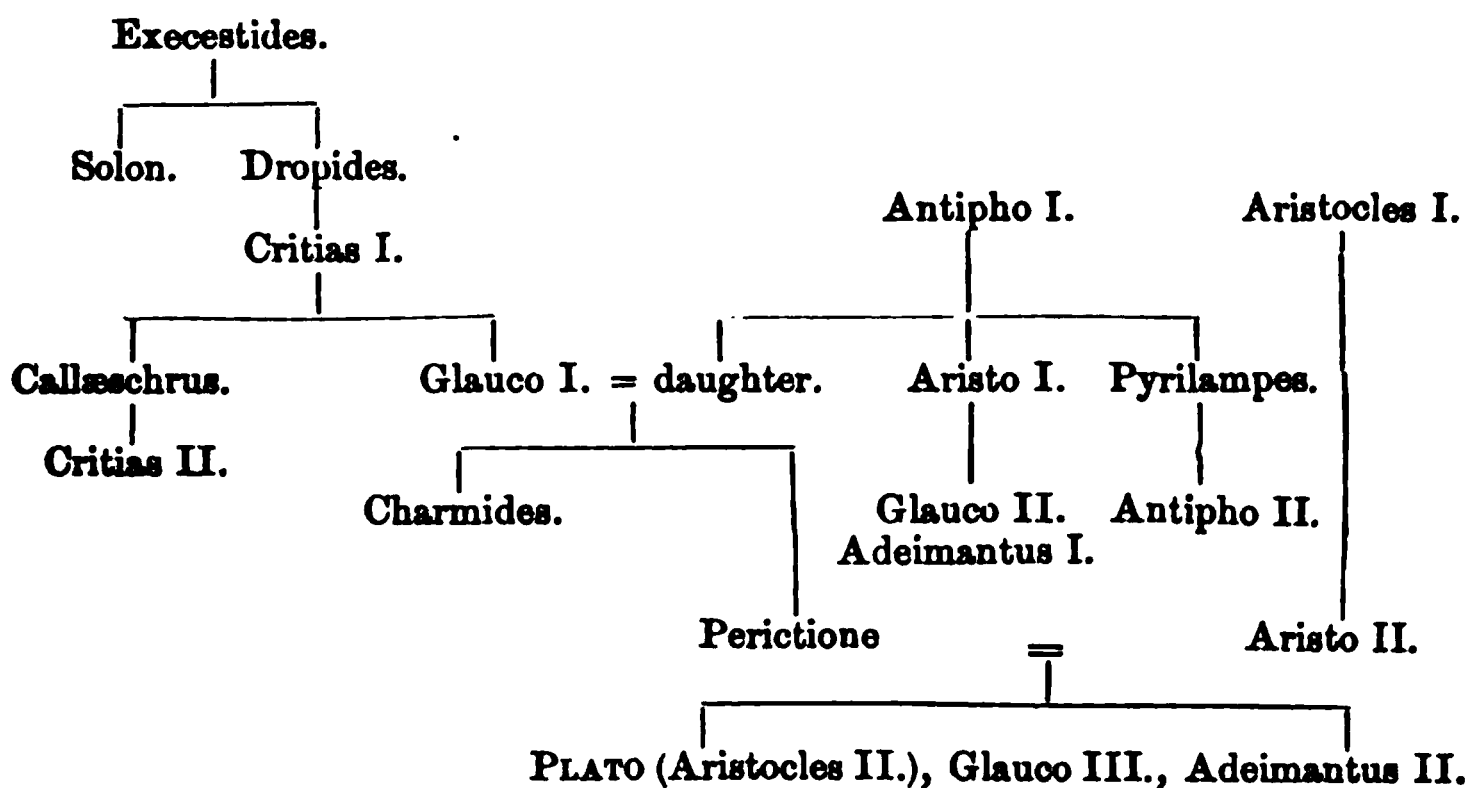 Execestides.
Solon. Dropides.
Antipho I. Aristocles I.
Critias I.
Callæschrus. Glauco I. = daughter. Aristo I. Pyrilampes.
Critias II.
Charmides. Glauco II. Antipho II.
Adeimantus I.
Perictione = Aristo II.
PLATO (Aristocles II.), Glauco III., Adeimantus II.